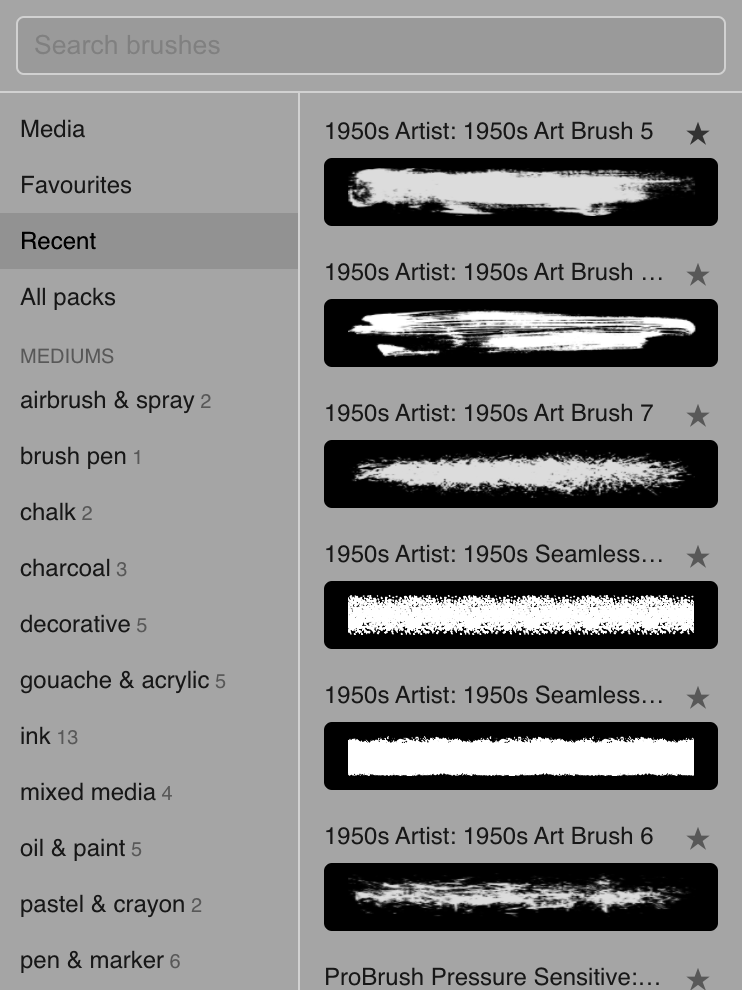 Search brushes
Media
Favourites
Recent
All packs
MEDIUMS
airbrush & spray 2
brush pen 1
chalk 2
charcoal 3
decorative 5
gouache & acrylic 5
ink 13
mixed media 4
oil & paint 5
pastel & crayon 2
pen & marker 6
1950s Artist: 1950s Art Brush 5
1950s Artist: 1950s Art Brush …
1950s Artist: 1950s Art Brush 7
1950s Artist: 1950s Seamless…
1950s Artist: 1950s Seamless…
1950s Artist: 1950s Art Brush 6
ProBrush Pressure Sensitive:…